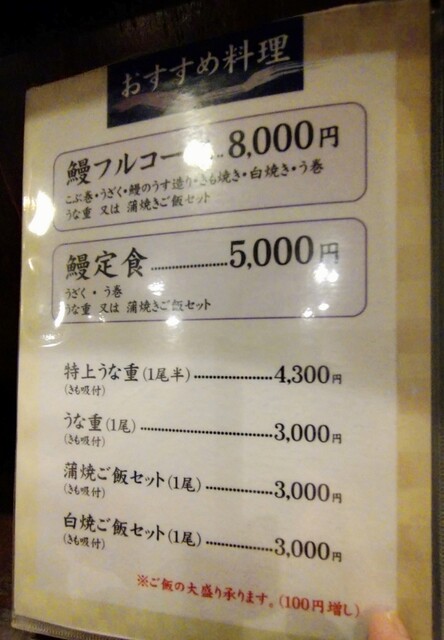 おすすめ料理
鰻フルコース…8,000円
こぶ巻・うざく・鰻のうす造り・きも焼き・白焼き・う巻
うな重 又は 蒲焼きご飯セット
鰻定食……………5,000円
うざく・う巻
うな重 又は 蒲焼きご飯セット
特上うな重(1尾半)……………………4,300円
(きも吸付)
うな重(1尾)……………………………3,000円
(きも吸付)
蒲焼ご飯セット(1尾)………………3,000円
(きも吸付)
白焼ご飯セット(1尾)………………3,000円
(きも吸付)
※ご飯の大盛り承ります。(100円増し)